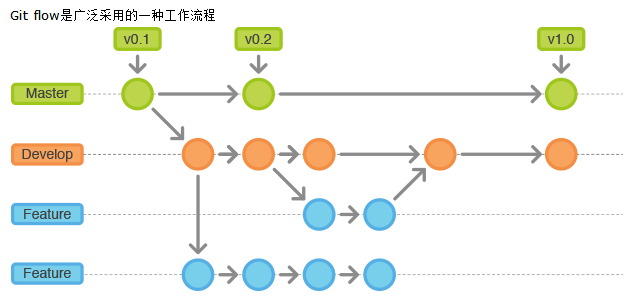 Git flow是广泛采用的一种工作流程
v0.1
v0.2
v1.0
Master
Develop
Feature
Feature